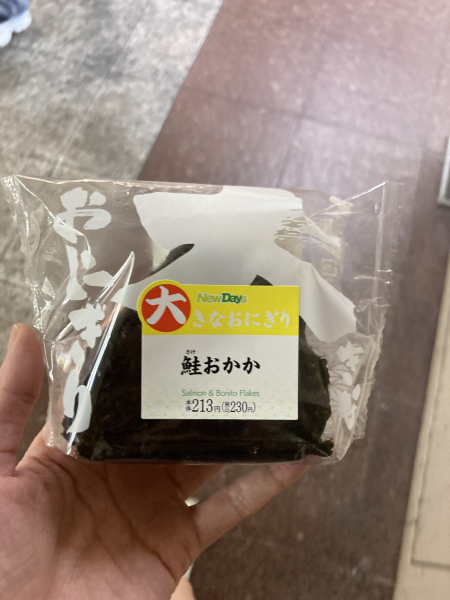 おにぎり
NewDays
大きなおにぎり
さけ
鮭おかか
Salmon & Bonito Flakes
本体213円(税込230円)